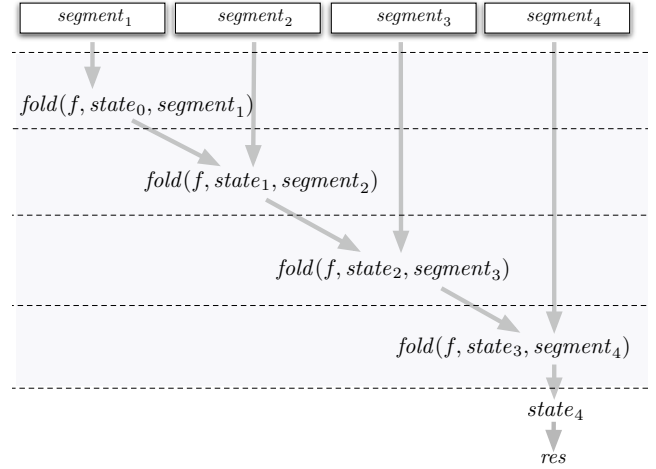 segment₁ segment₂ segment₃ segment₄
fold(f, state₀, segment₁)
fold(f, state₁, segment₂)
fold(f, state₂, segment₃)
fold(f, state₃, segment₄)
state₄
res